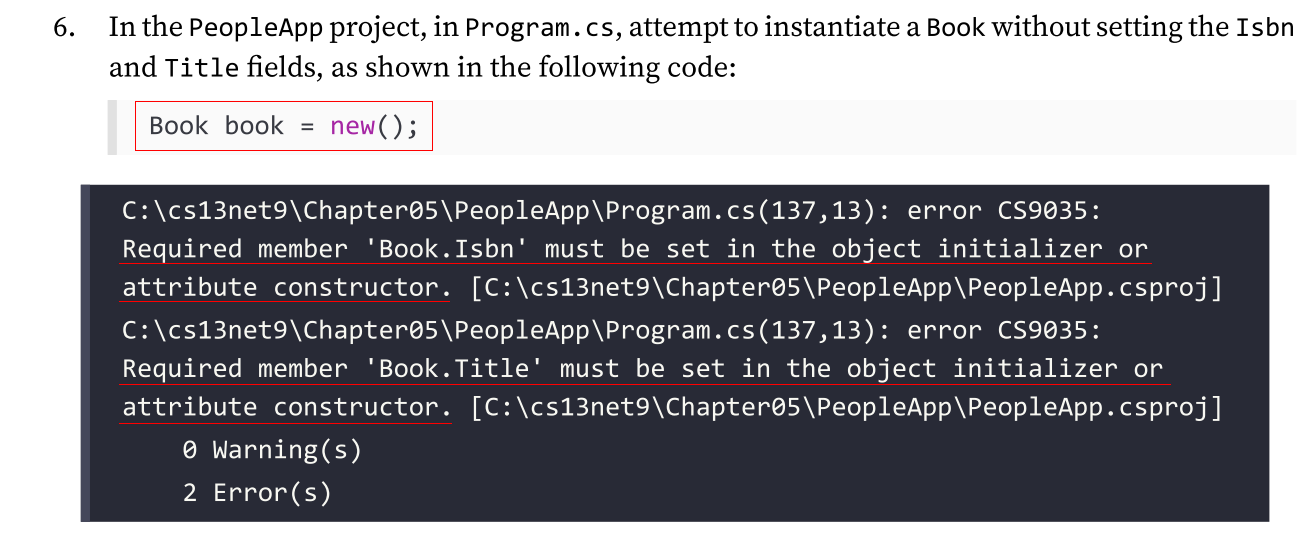 6. In the PeopleApp project, in Program.cs, attempt to instantiate a Book without setting the Isbn
and Title fields, as shown in the following code:
Book book = new();
C:\cs13net9\Chapter05\PeopleApp\Program.cs(137,13): error CS9035:
Required member 'Book.Isbn' must be set in the object initializer or
attribute constructor. [C:\cs13net9\Chapter05\PeopleApp\PeopleApp.csproj]
C:\cs13net9\Chapter05\PeopleApp\Program.cs(137,13): error CS9035:
Required member 'Book.Title' must be set in the object initializer or
attribute constructor. [C:\cs13net9\Chapter05\PeopleApp\PeopleApp.csproj]
0 Warning(s)
2 Error(s)